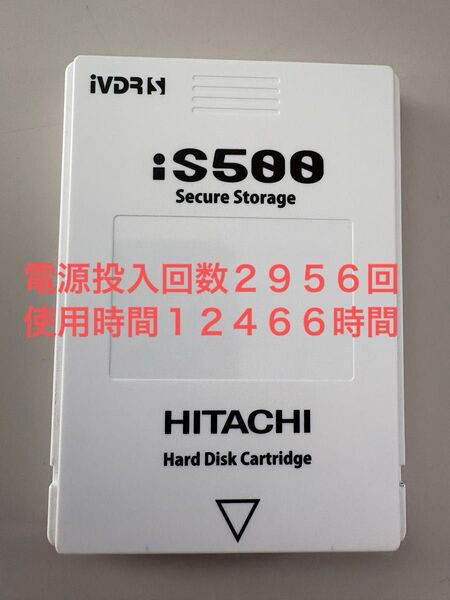 iVDR S
iS500
Secure Storage
電源投入回数２９５６回
使用時間１２４６６時間
HITACHI
Hard Disk Cartridge